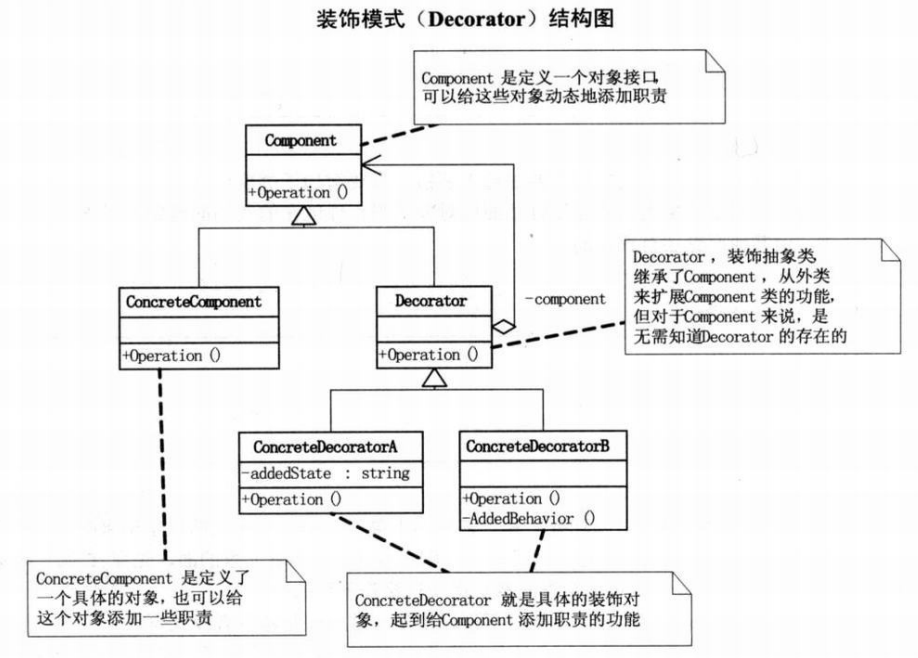 装饰模式（Decorator）结构图
Component 是定义一个对象接口,
可以给这些对象动态地添加职责
Component
+Operation()
Decorator，装饰抽象类,
继承了Component，从外类
来扩展Component 类的功能,
但对于Component 来说，是
无需知道Decorator 的存在的
ConcreteComponent
+Operation()
Decorator
+Operation()
-component
ConcreteDecoratorA
-addedState : string
+Operation()
ConcreteDecoratorB
+Operation()
-AddedBehavior()
ConcreteComponent 是定义了
一个具体的对象，也可以给
这个对象添加一些职责
ConcreteDecorator 就是具体的装饰对
象，起到给Component 添加职责的功能